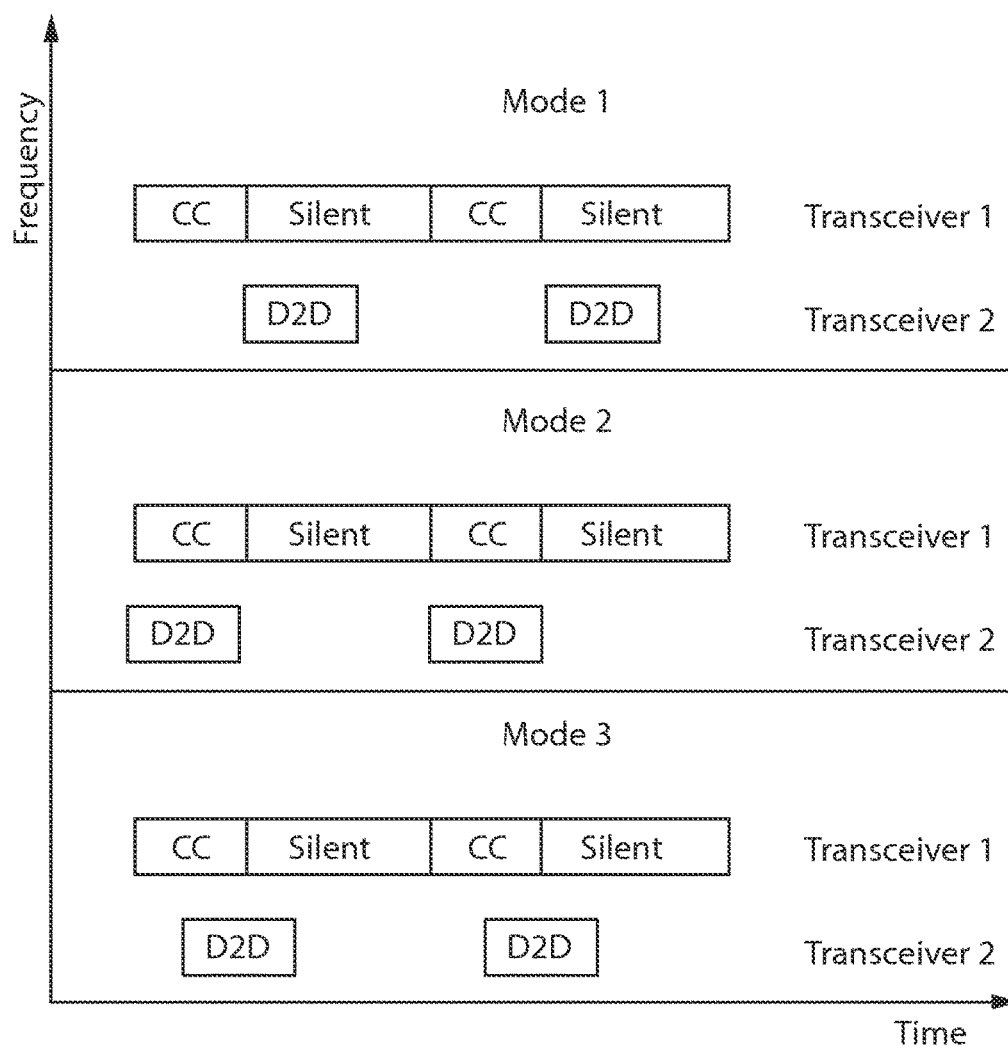 Frequency
Mode 1
CC Silent CC Silent Transceiver 1
D2D D2D Transceiver 2
Mode 2
CC Silent CC Silent Transceiver 1
D2D D2D Transceiver 2
Mode 3
CC Silent CC Silent Transceiver 1
D2D D2D Transceiver 2
Time